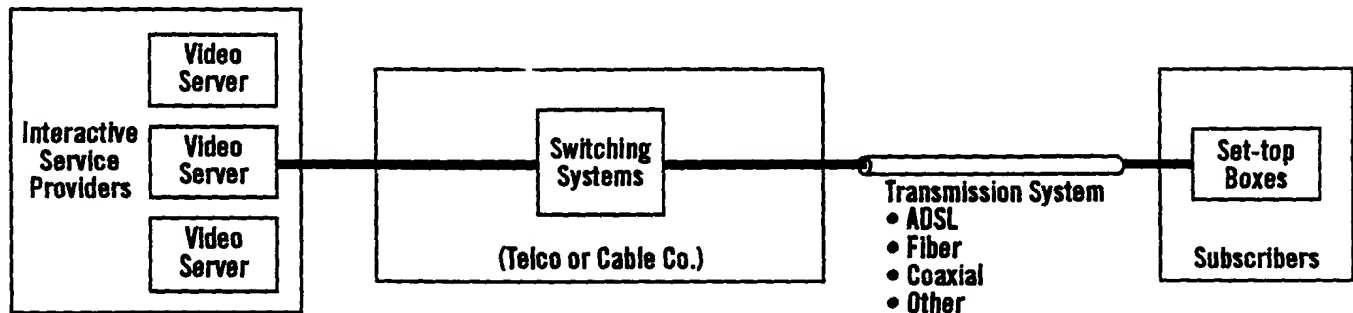 Interactive
Service
Providers
Video
Server
Video
Server
Video
Server
Switching
Systems
(Telco or Cable Co.)
Transmission System
• ADSL
• Fiber
• Coaxial
• Other
Set-top
Boxes
Subscribers